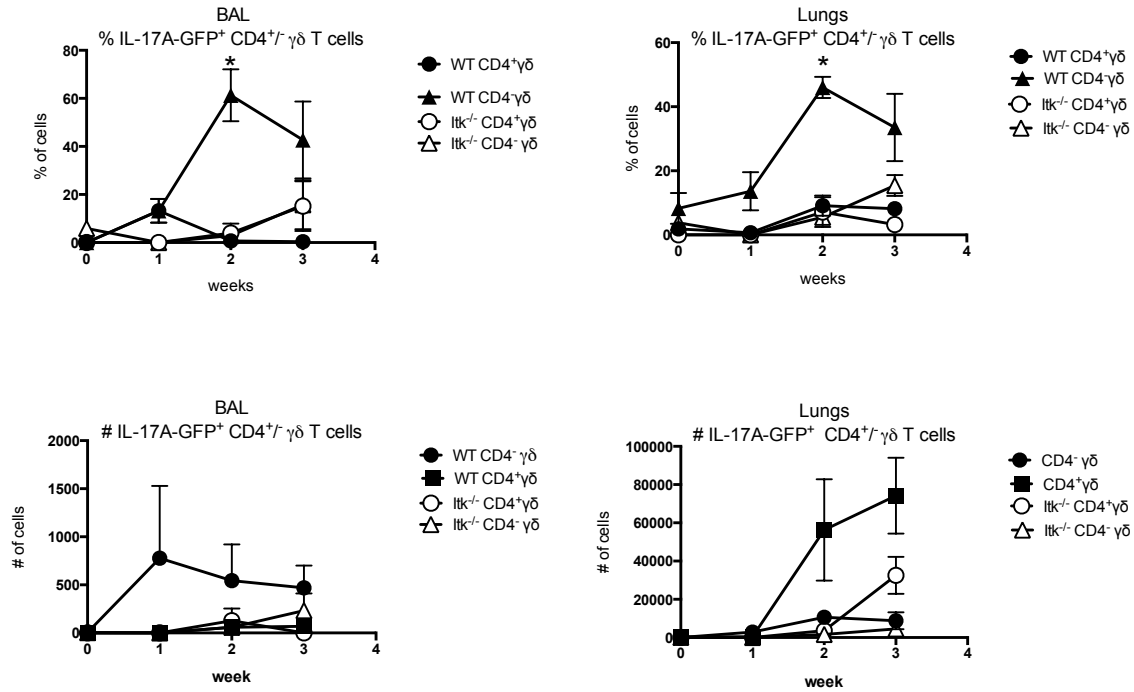 BAL
% IL-17A-GFP⁺ CD4⁺/⁻ γδ T cells
80
60
40
20
0
% of cells
*
0 1 2 3 4
weeks
WT CD4⁺γδ
WT CD4⁻γδ
Itk⁻/⁻ CD4⁺γδ
Itk⁻/⁻ CD4⁻ γδ
Lungs
% IL-17A-GFP⁺ CD4⁺/⁻ γδ T cells
60
40
20
0
% of cells
*
0 1 2 3 4
weeks
WT CD4⁺γδ
WT CD4⁻γδ
Itk⁻/⁻ CD4⁺γδ
Itk⁻/⁻ CD4⁻ γδ
BAL
# IL-17A-GFP⁺ CD4⁺/⁻ γδ T cells
2000
1500
1000
500
0
# of cells
0 1 2 3 4
week
WT CD4⁻ γδ
WT CD4⁺γδ
Itk⁻/⁻ CD4⁺γδ
Itk⁻/⁻ CD4⁻ γδ
Lungs
# IL-17A-GFP⁺ CD4⁺/⁻ γδ T cells
100000
80000
60000
40000
20000
0
# of cells
0 1 2 3 4
week
CD4⁻ γδ
CD4⁺γδ
Itk⁻/⁻ CD4⁺γδ
Itk⁻/⁻ CD4⁻ γδ